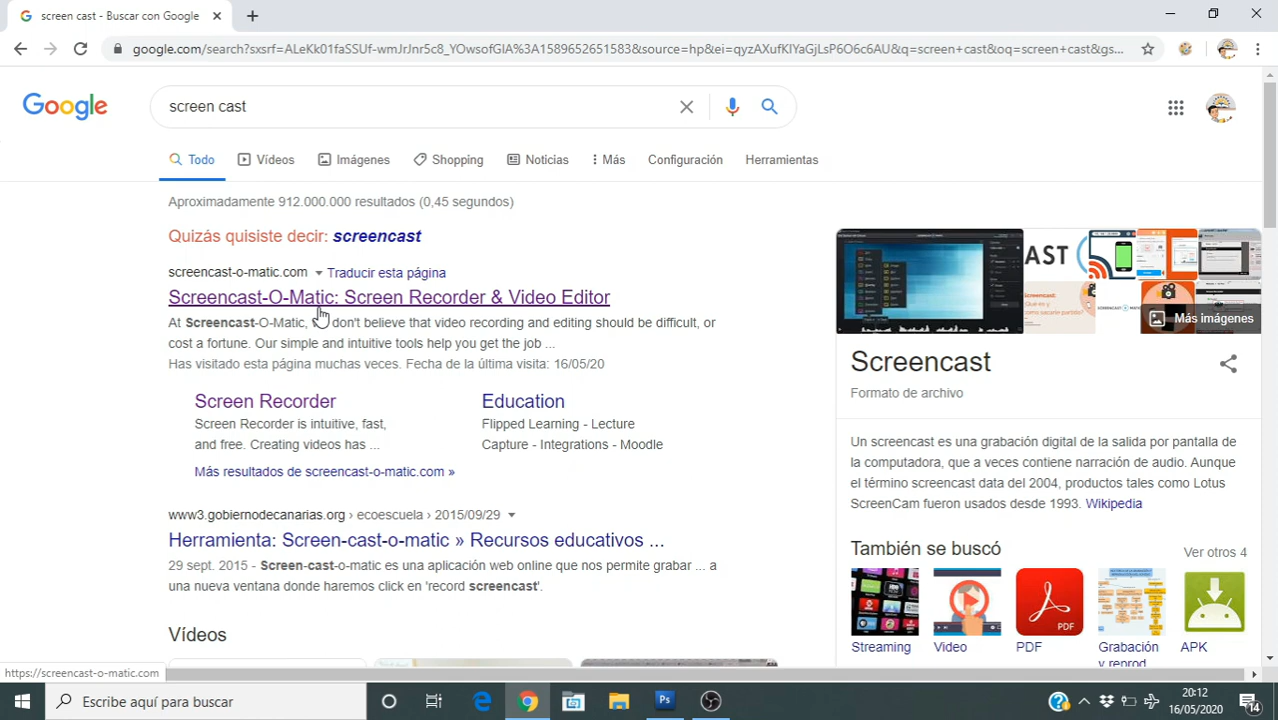 screen cast - Buscar con Google
google.com/search?sxsrf=ALeKk01faSSUf-wmJrJnr5c8_YOwsofGIA%3A1589652651583&source=hp&ei=qyzAXufKIYaGjLsP6O6c6AU&q=screen+cast&oq=screen+cast&gs...
Google
screen cast
Todo Vídeos Imágenes Shopping Noticias Más Configuración Herramientas
Aproximadamente 912.000.000 resultados (0,45 segundos)
Quizás quisiste decir: screencast
screencast-o-matic.com Traducir esta página
Screencast-O-Matic: Screen Recorder & Video Editor
At Screencast-O-Matic, don't believe that video recording and editing should be difficult, or
cost a fortune. Our simple and intuitive tools help you get the job ...
Has visitado esta página muchas veces. Fecha de la última visita: 16/05/20
Screen Recorder
Screen Recorder is intuitive, fast,
and free. Creating videos has ...
Education
Flipped Learning - Lecture
Capture - Integrations - Moodle
Más resultados de screencast-o-matic.com »
www3.gobiernodecanarias.org › ecoescuela › 2015/09/29
Herramienta: Screen-cast-o-matic » Recursos educativos ...
29 sept. 2015 - Screen-cast-o-matic es una aplicación web online que nos permite grabar ... a
una nueva ventana donde haremos click en 'record screencast'.
Vídeos
CAST
Más imágenes
Screencast
Formato de archivo
Un screencast es una grabación digital de la salida por pantalla de
la computadora, que a veces contiene narración de audio. Aunque
el término screencast data del 2004, productos tales como Lotus
ScreenCam fueron usados desde 1993. Wikipedia
También se buscó
Ver otros 4
PDF
Streaming Video PDF Grabación APK
y reprod
https://screencast-o-matic.com
Escribe aquí para buscar
Ps
20:12
16/05/2020
14